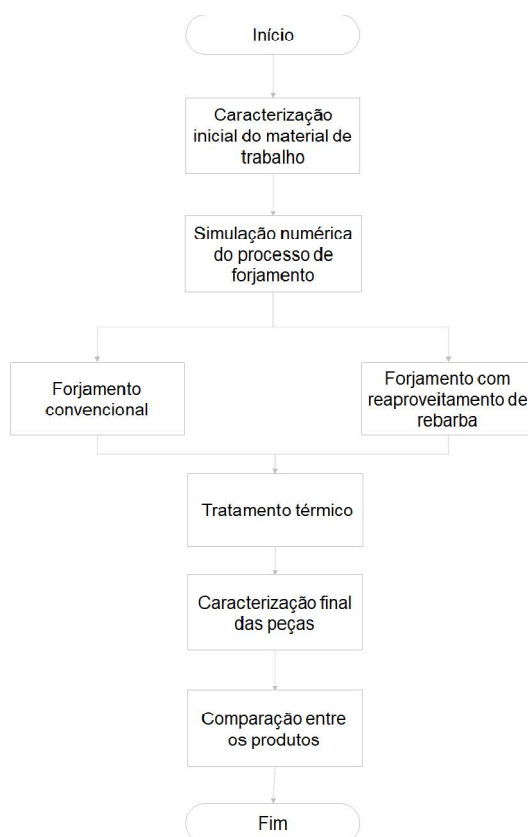 Início
Caracterização
inicial do material de
trabalho
Simulação numérica
do processo de
forjamento
Forjamento
convencional
Forjamento com
reaproveitamento de
rebarba
Tratamento térmico
Caracterização final
das peças
Comparação entre
os produtos
Fim